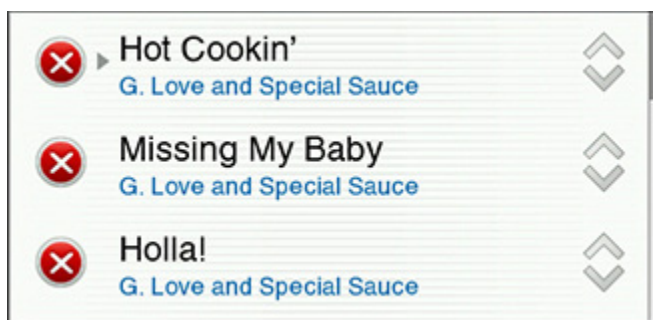 Hot Cookin’
G. Love and Special Sauce
Missing My Baby
G. Love and Special Sauce
Holla!
G. Love and Special Sauce